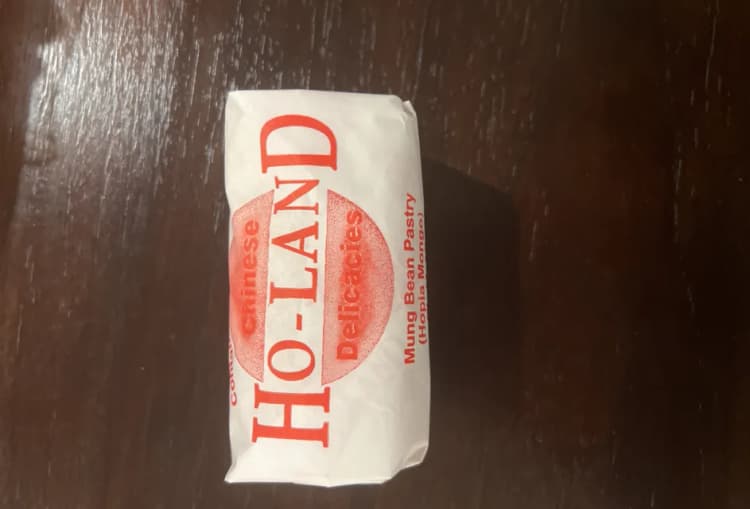 Chinese
HO-LAND
Delicacies
Mung Bean Pastry
(Hopia Mongo)